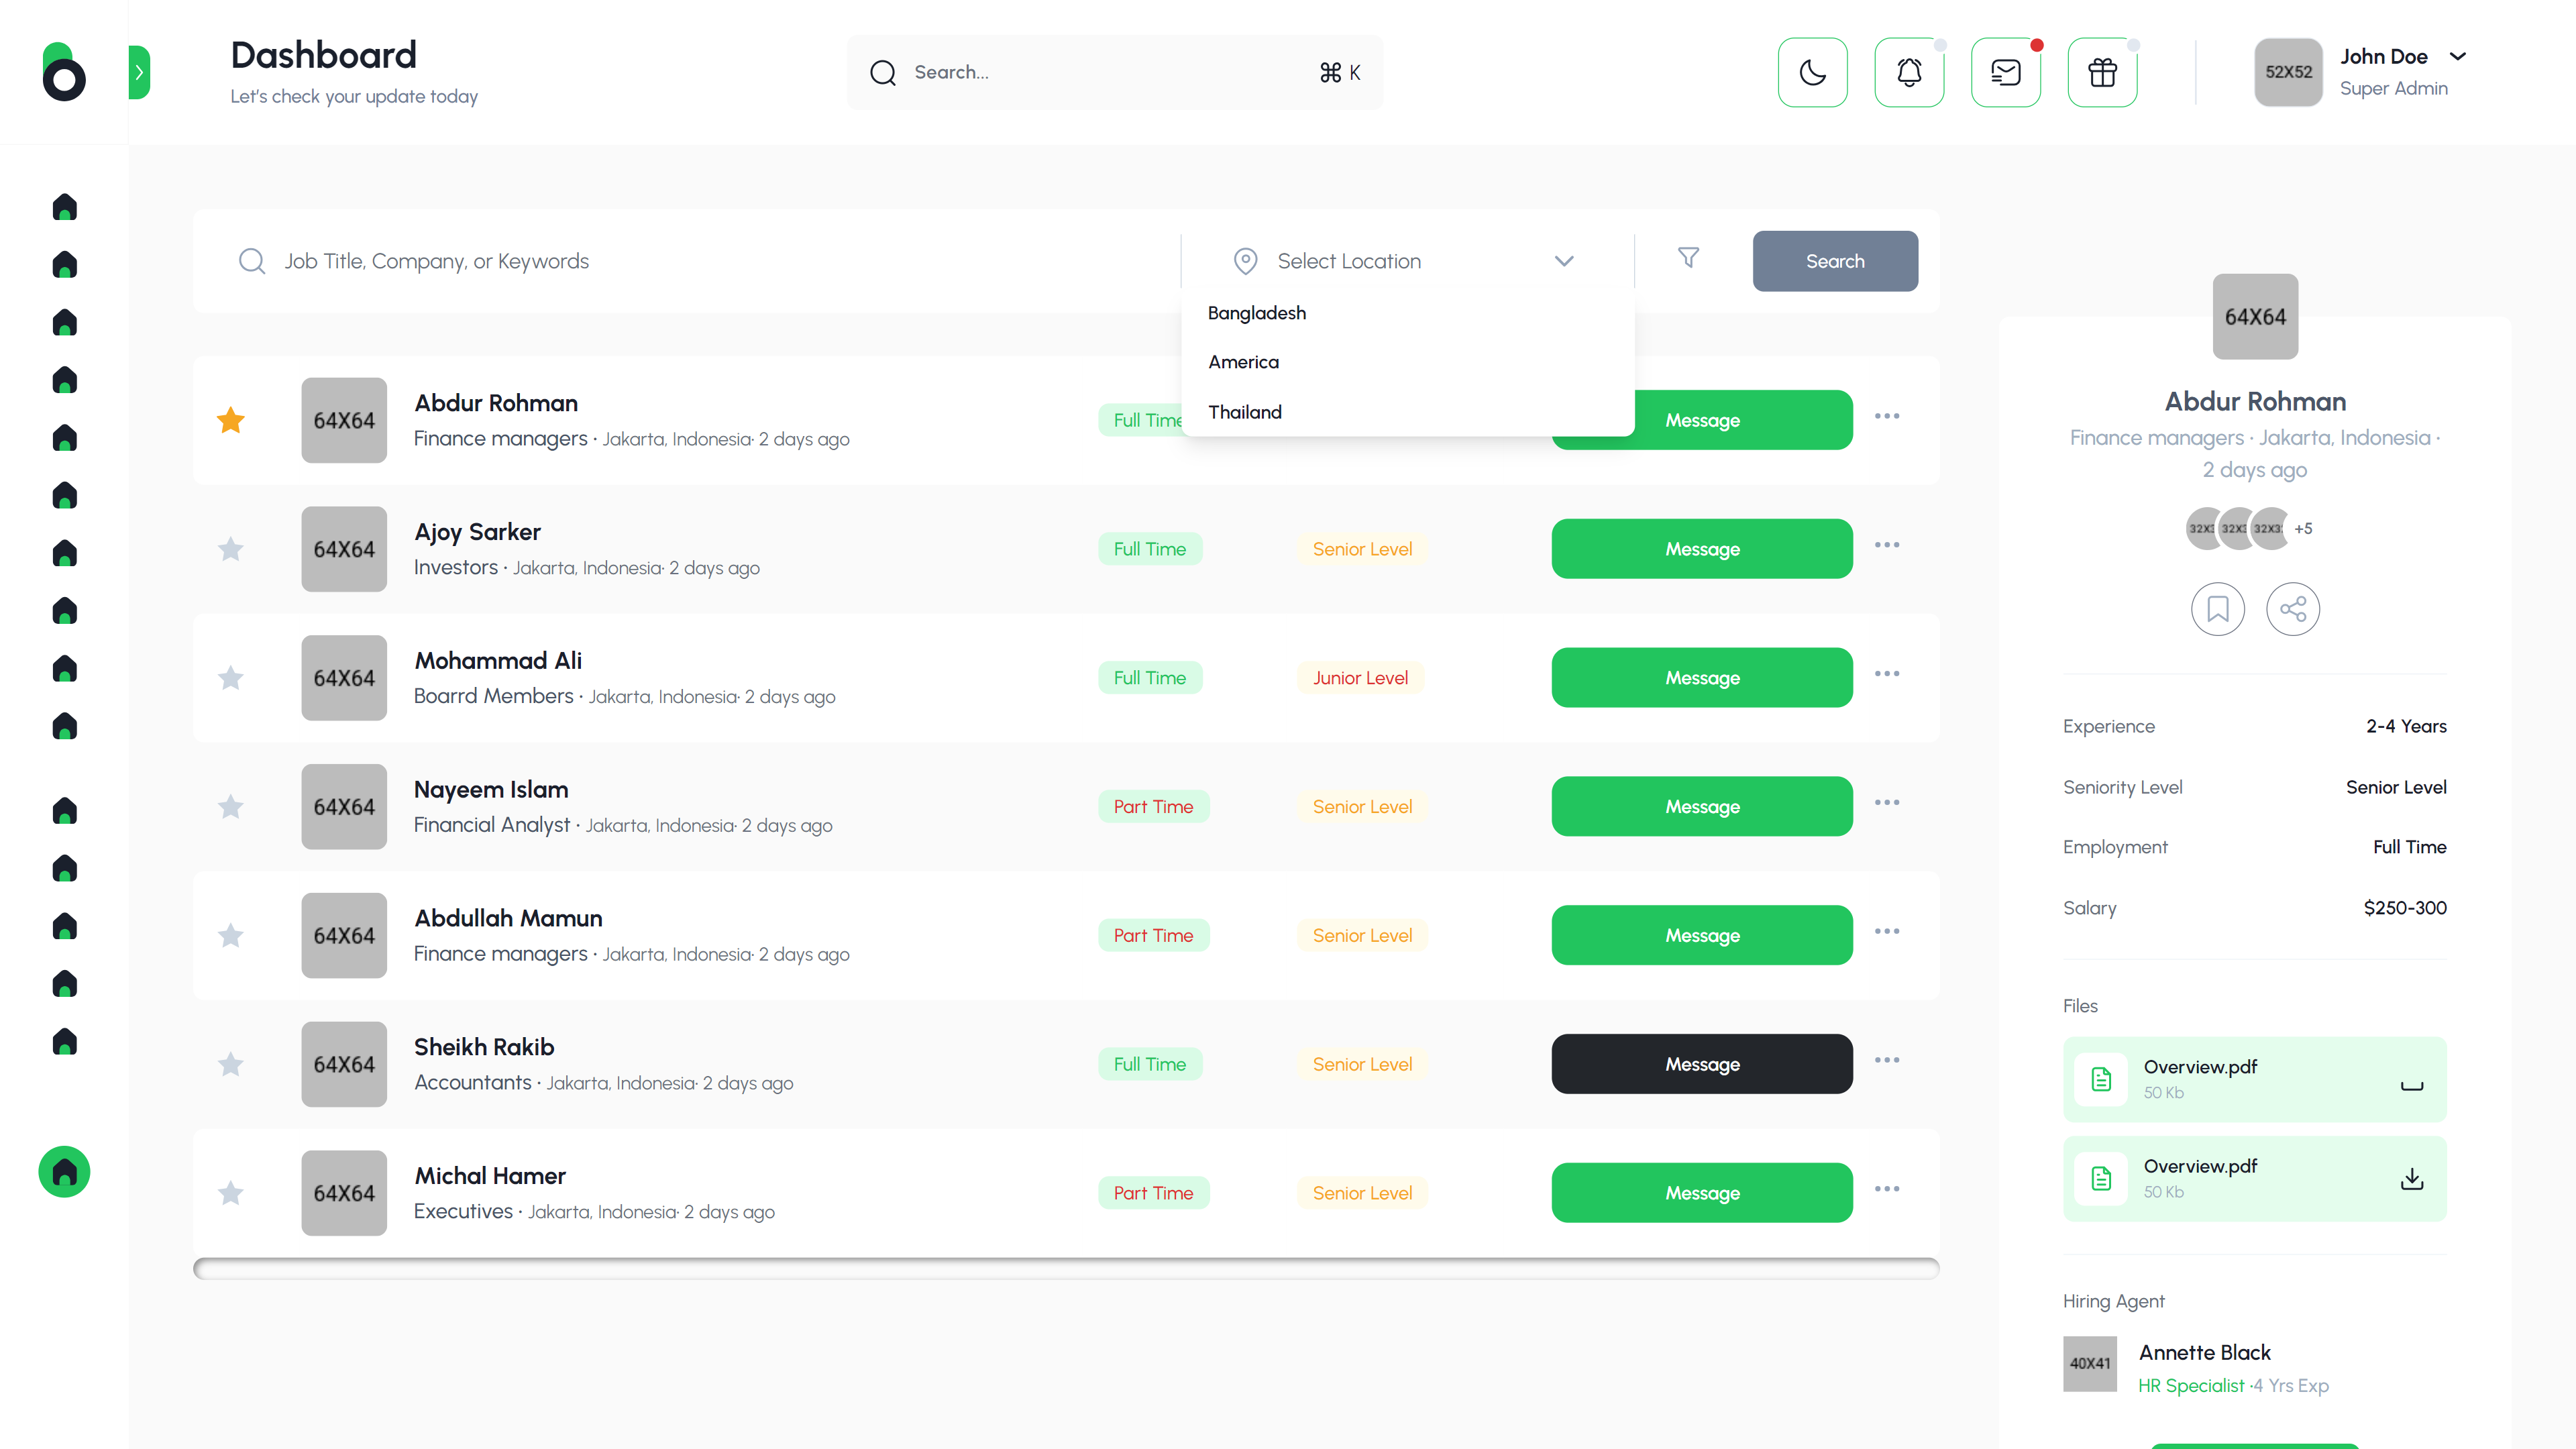 Dashboard
Let's check your update today
Search...
⌘ K
52X52
John Doe
Super Admin
Job Title, Company, or Keywords
Select Location
Search
Bangladesh
America
Thailand
64X64
Abdur Rohman
Finance managers · Jakarta, Indonesia· 2 days ago
Full Time
Message
64X64
Ajoy Sarker
Investors · Jakarta, Indonesia· 2 days ago
Full Time
Senior Level
Message
64X64
Mohammad Ali
Boarrd Members · Jakarta, Indonesia· 2 days ago
Full Time
Junior Level
Message
64X64
Nayeem Islam
Financial Analyst · Jakarta, Indonesia· 2 days ago
Part Time
Senior Level
Message
64X64
Abdullah Mamun
Finance managers · Jakarta, Indonesia· 2 days ago
Part Time
Senior Level
Message
64X64
Sheikh Rakib
Accountants · Jakarta, Indonesia· 2 days ago
Full Time
Senior Level
Message
64X64
Michal Hamer
Executives · Jakarta, Indonesia· 2 days ago
Part Time
Senior Level
Message
64X64
Abdur Rohman
Finance managers · Jakarta, Indonesia ·
2 days ago
+5
Experience
2-4 Years
Seniority Level
Senior Level
Employment
Full Time
Salary
$250-300
Files
Overview.pdf
50 Kb
Overview.pdf
50 Kb
Hiring Agent
40X41
Annette Black
HR Specialist ·4 Yrs Exp